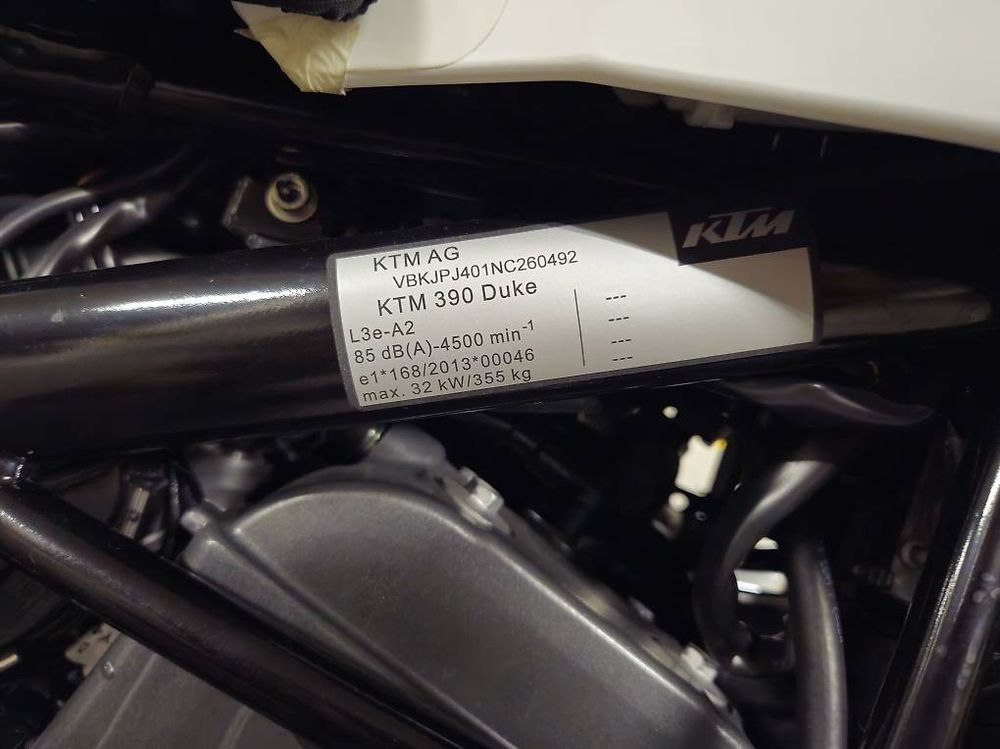 KTM
KTM AG
VBKJPJ401NC260492
KTM 390 Duke
L3e-A2
85 dB(A)-4500 min-1
e1*168/2013*00046
max. 32 kW/355 kg
---
---
---
---